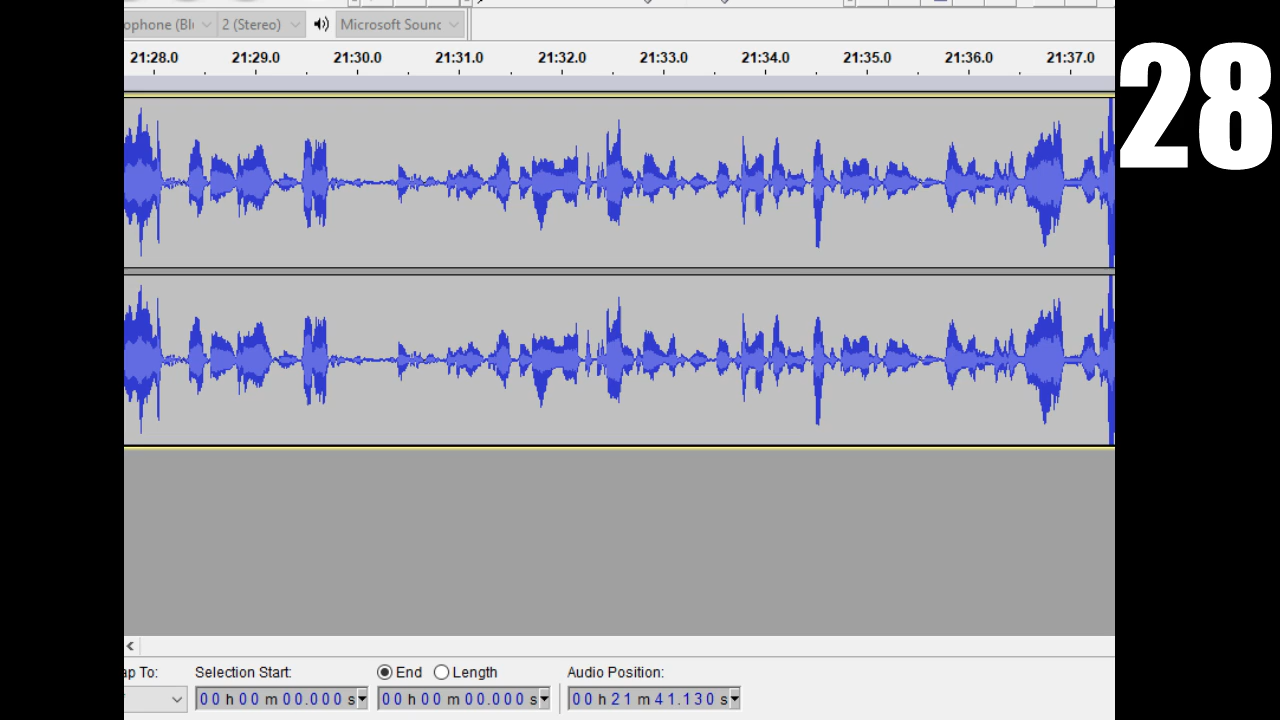 ophone (Bl 2 (Stereo) Microsoft Sounc
21:28.0 21:29.0 21:30.0 21:31.0 21:32.0 21:33.0 21:34.0 21:35.0 21:36.0 21:37.0
28
ap To: Selection Start: End Length Audio Position:
00 h 00 m 00.000 s 00 h 00 m 00.000 s 00 h 21 m 41.130 s